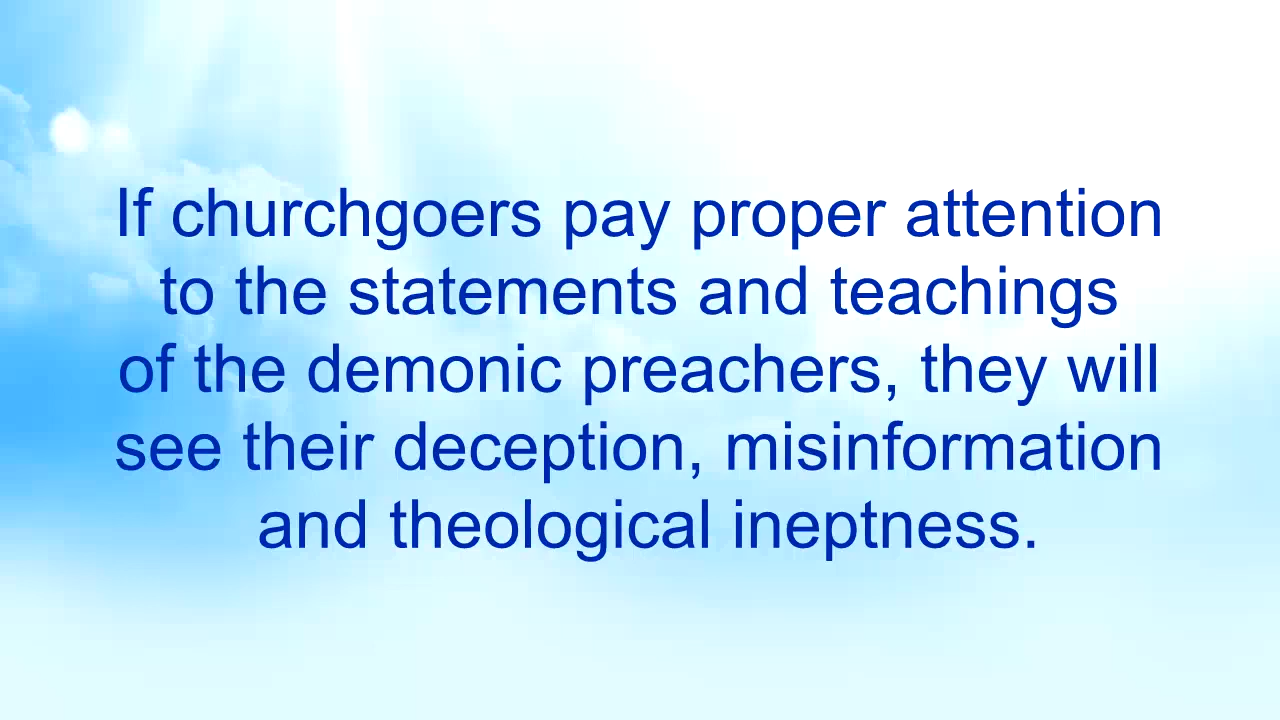 If churchgoers pay proper attention
to the statements and teachings
of the demonic preachers, they will
see their deception, misinformation
and theological ineptness.